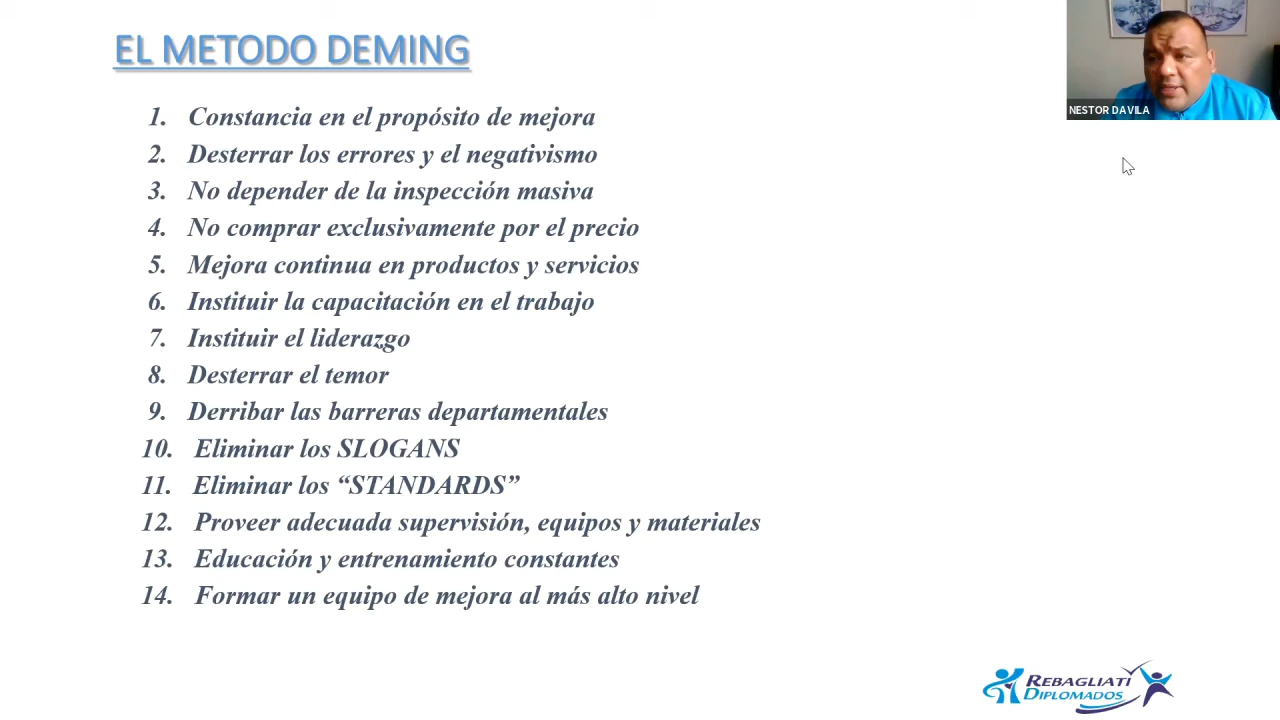 EL METODO DEMING
NESTOR DAVILA
1. Constancia en el propósito de mejora
2. Desterrar los errores y el negativismo
3. No depender de la inspección masiva
4. No comprar exclusivamente por el precio
5. Mejora continua en productos y servicios
6. Instituir la capacitación en el trabajo
7. Instituir el liderazgo
8. Desterrar el temor
9. Derribar las barreras departamentales
10. Eliminar los SLOGANS
11. Eliminar los “STANDARDS”
12. Proveer adecuada supervisión, equipos y materiales
13. Educación y entrenamiento constantes
14. Formar un equipo de mejora al más alto nivel
REBAGLIATI
DIPLOMADOS